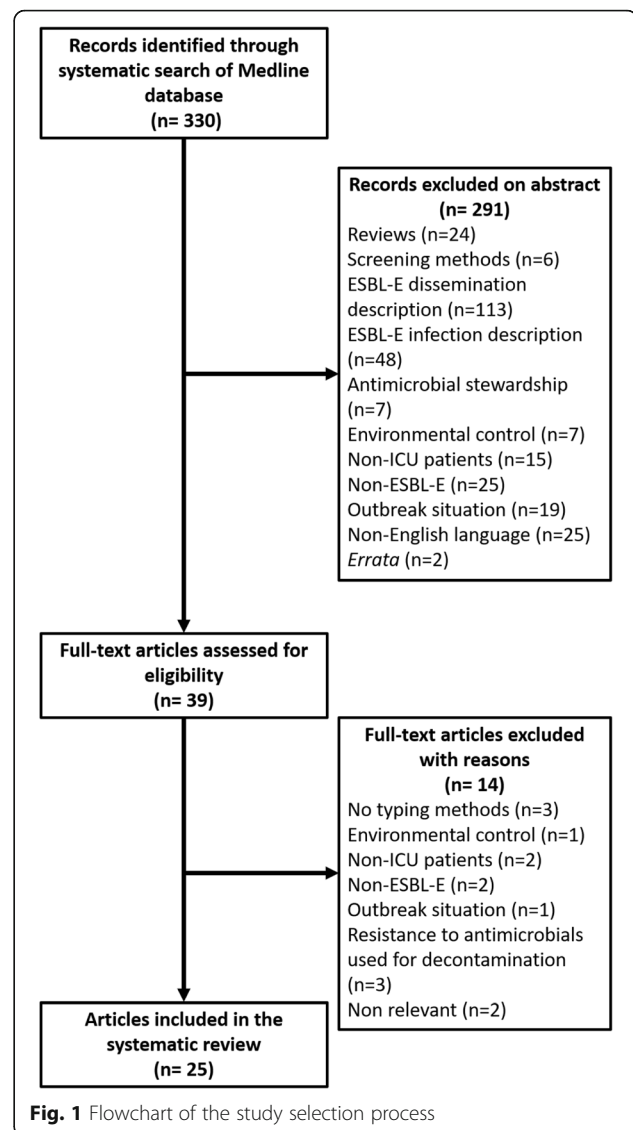 Records identified through
systematic search of Medline
database
(n= 330)
Records excluded on abstract
(n= 291)
Reviews (n=24)
Screening methods (n=6)
ESBL-E dissemination
description (n=113)
ESBL-E infection description
(n=48)
Antimicrobial stewardship
(n=7)
Environmental control (n=7)
Non-ICU patients (n=15)
Non-ESBL-E (n=25)
Outbreak situation (n=19)
Non-English language (n=25)
Errata (n=2)
Full-text articles assessed for
eligibility
(n= 39)
Full-text articles excluded
with reasons
(n= 14)
No typing methods (n=3)
Environmental control (n=1)
Non-ICU patients (n=2)
Non-ESBL-E (n=2)
Outbreak situation (n=1)
Resistance to antimicrobials
used for decontamination
(n=3)
Non relevant (n=2)
Articles included in the
systematic review
(n= 25)
Fig. 1 Flowchart of the study selection process